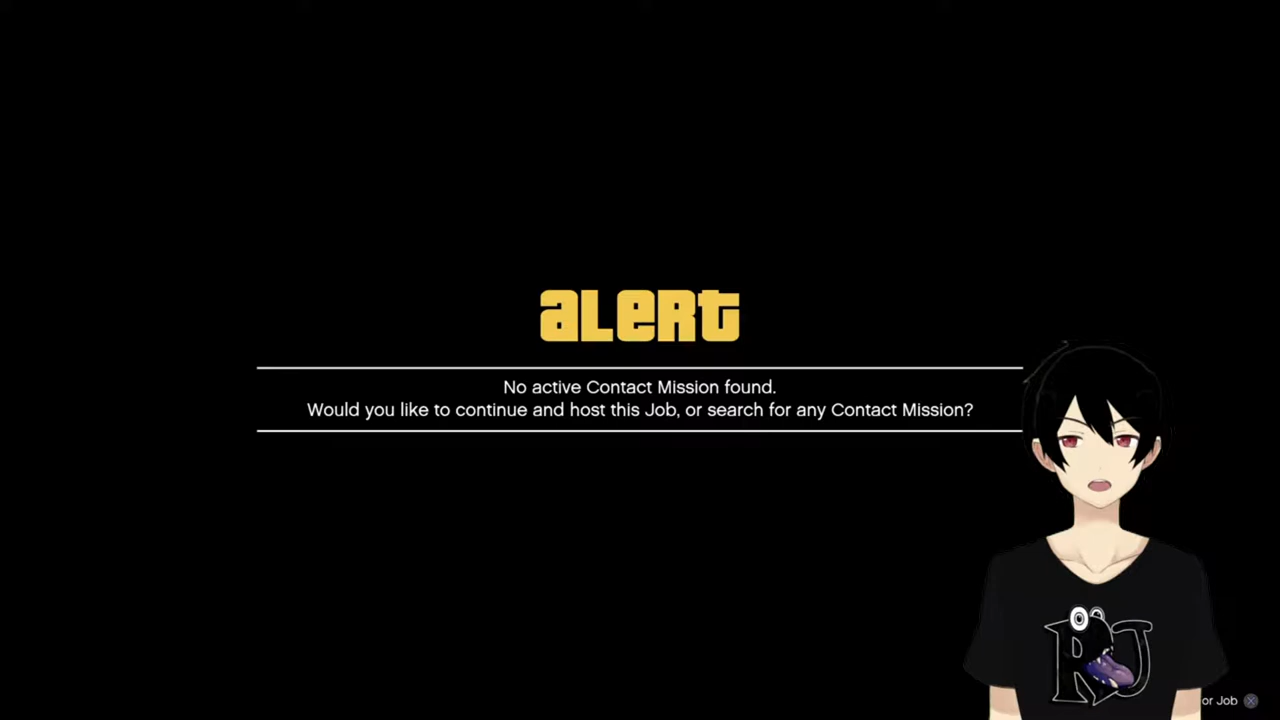 alert
No active Contact Mission found.
Would you like to continue and host this Job, or search for any Contact Mission?
RJ
or Job